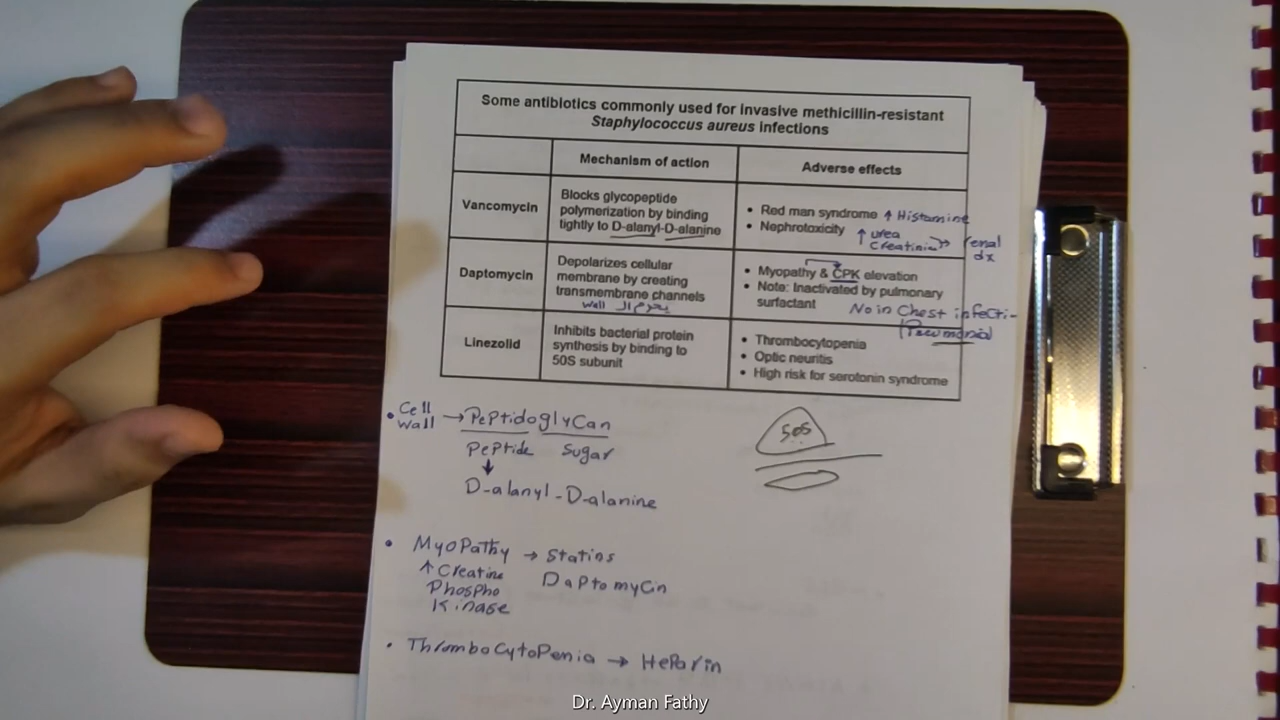 Some antibiotics commonly used for invasive methicillin-resistant
Staphylococcus aureus infections
Mechanism of action
Adverse effects
Vancomycin
Blocks glycopeptide
polymerization by binding
tightly to D-alanyl-D-alanine
• Red man syndrome ↑ Histamine
• Nephrotoxicity ↑ urea
Creatinin → renal
dx
Daptomycin
Depolarizes cellular
membrane by creating
transmembrane channels
wall
• Myopathy & CPK elevation
• Note: Inactivated by pulmonary
surfactant
No in Chest infecti-
Linezolid
Inhibits bacterial protein
synthesis by binding to
50S subunit
• Thrombocytopenia
• Optic neuritis
• High risk for serotonin syndrome
• Cell
Wall → PePtidoglyCan
PePtide Sugar
D-alanyl-D-alanine
50S
• MyoPathy → Statins
↑ Creatine DaPtomyCin
Phospho
Kinase
• ThromboCytoPenia → HeParin
Dr. Ayman Fathy